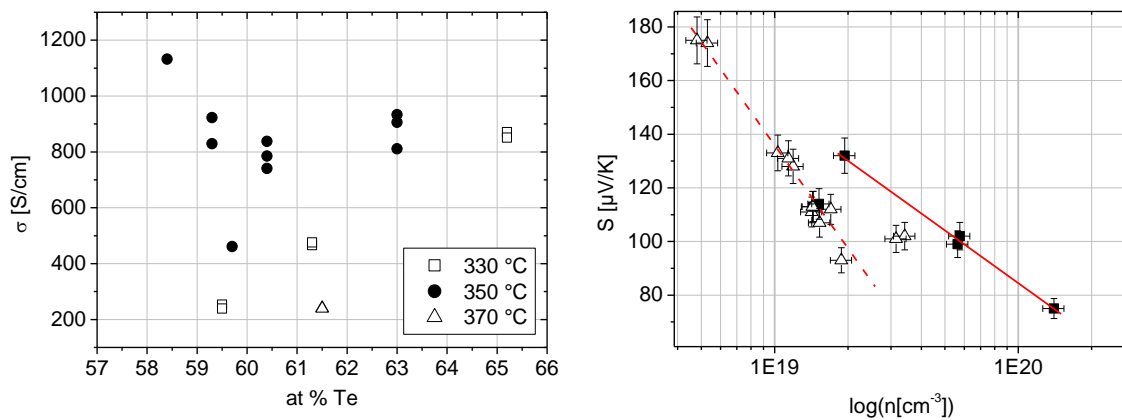 1200
1000
800
600
400
200
σ [S/cm]
57 58 59 60 61 62 63 64 65 66
at % Te
330 °C
350 °C
370 °C
180
160
140
120
100
80
S [µV/K]
1E19 1E20
log(n[cm⁻³])